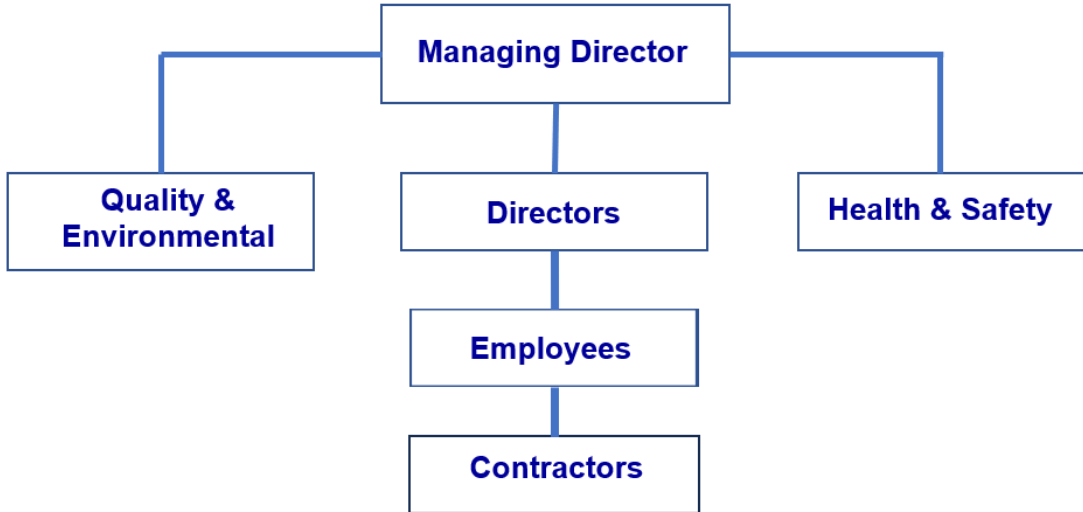 Managing Director
Quality &
Environmental
Directors
Health & Safety
Employees
Contractors